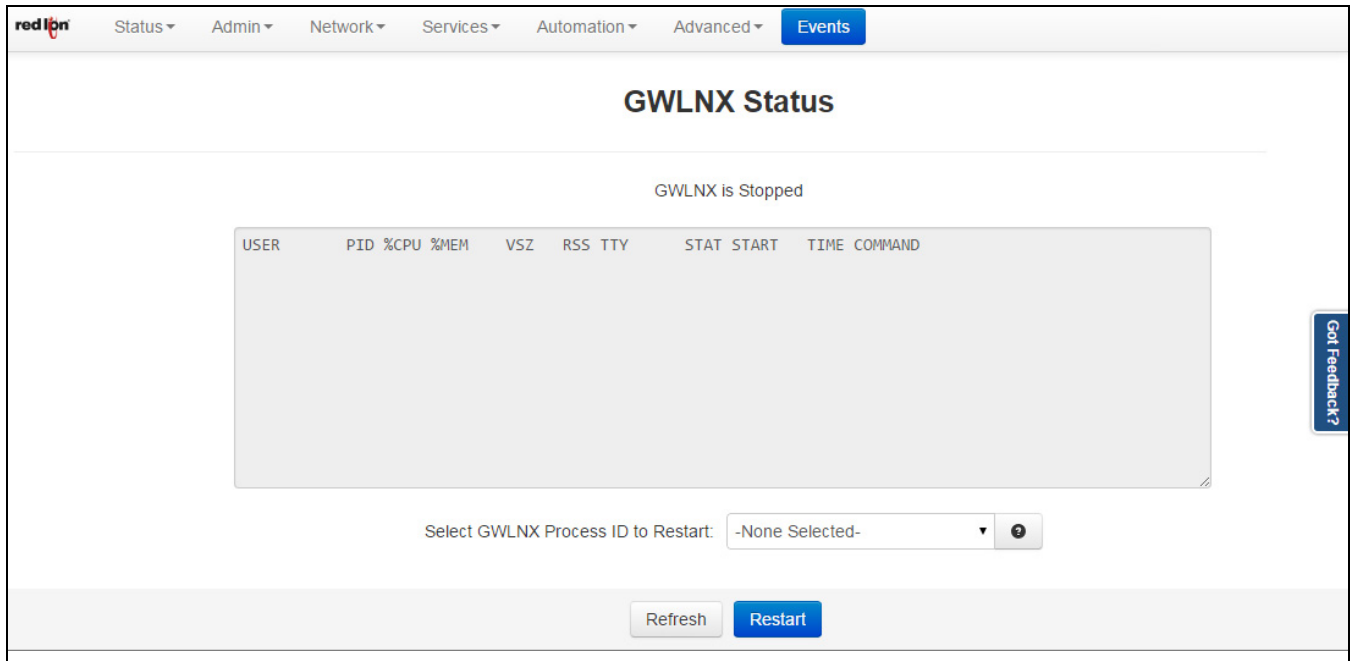 red lion Status Admin Network Services Automation Advanced Events
GWLNX Status
GWLNX is Stopped
USER PID %CPU %MEM VSZ RSS TTY STAT START TIME COMMAND
Got Feedback?
Select GWLNX Process ID to Restart: -None Selected- ?
Refresh Restart